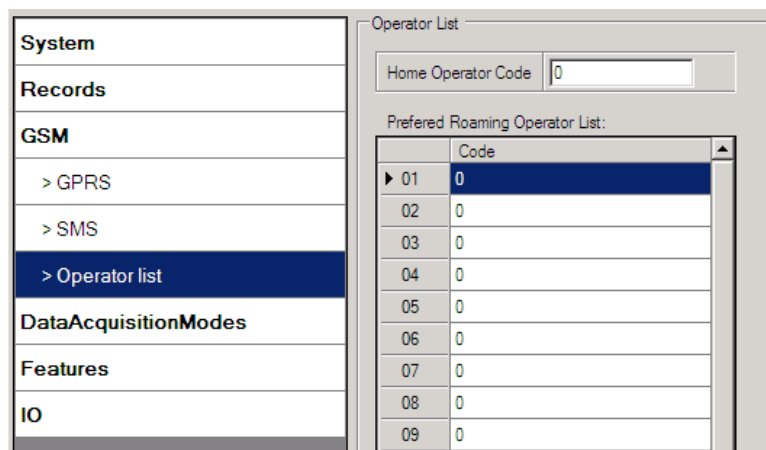 System
Records
GSM
> GPRS
> SMS
> Operator list
DataAcquisitionModes
Features
IO
Operator List
Home Operator Code 0
Prefered Roaming Operator List:
Code
01 0
02 0
03 0
04 0
05 0
06 0
07 0
08 0
09 0